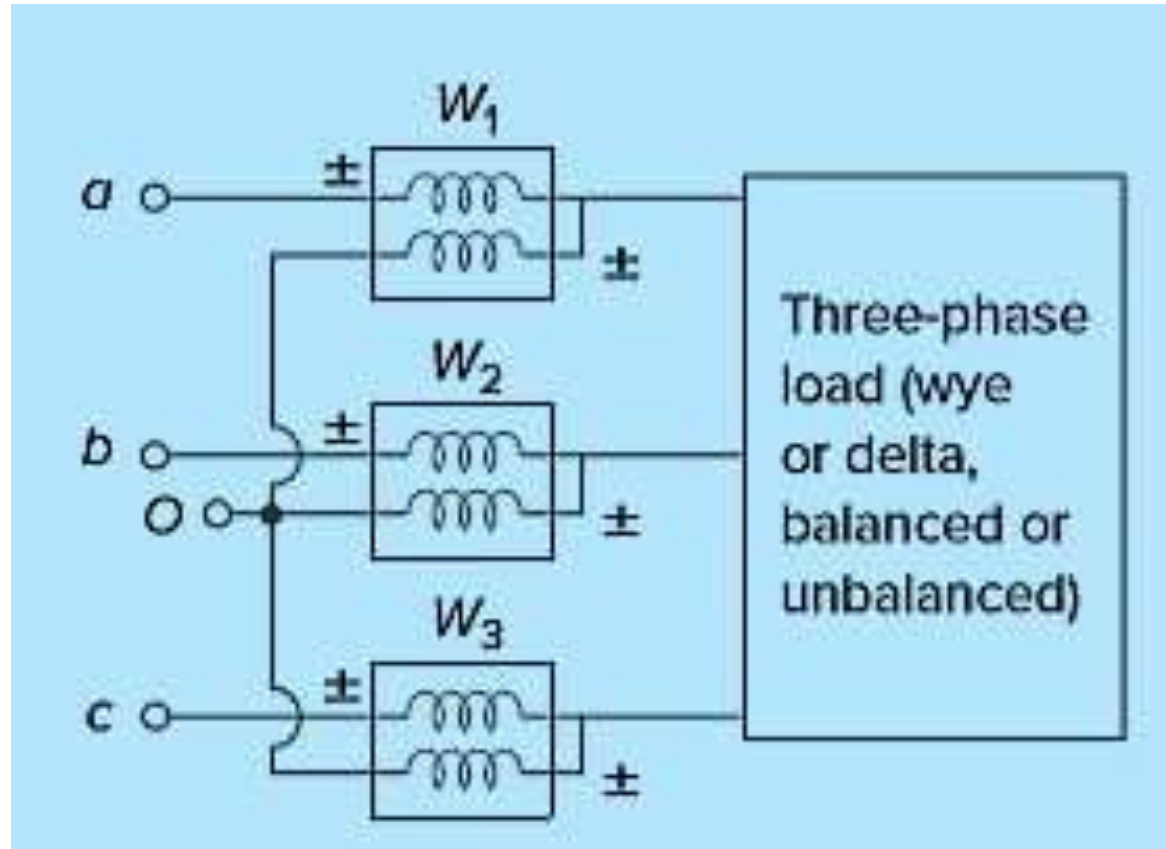 W₁
±
a
±
W₂
±
b
O
±
W₃
±
c
±
Three-phase
load (wye
or delta,
balanced or
unbalanced)